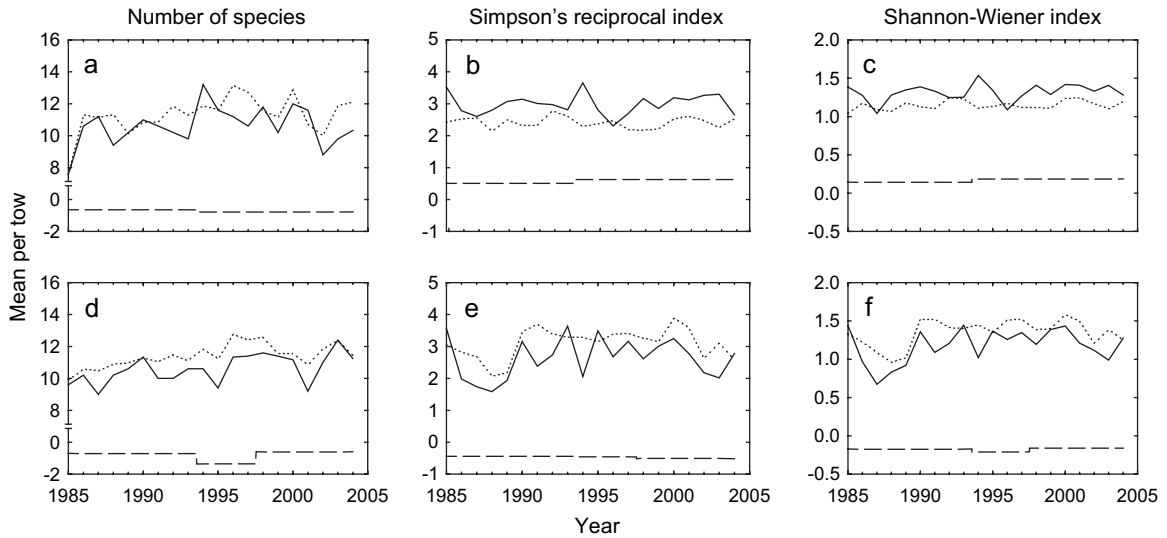 Number of species
Simpson's reciprocal index
Shannon-Wiener index
Mean per tow
a
16
14
12
10
8
0
-2
b
5
4
3
2
1
0
-1
c
2.0
1.5
1.0
0.5
0.0
-0.5
d
16
14
12
10
8
0
-2
1985 1990 1995 2000 2005
e
5
4
3
2
1
0
-1
1985 1990 1995 2000 2005
f
2.0
1.5
1.0
0.5
0.0
-0.5
1985 1990 1995 2000 2005
Year